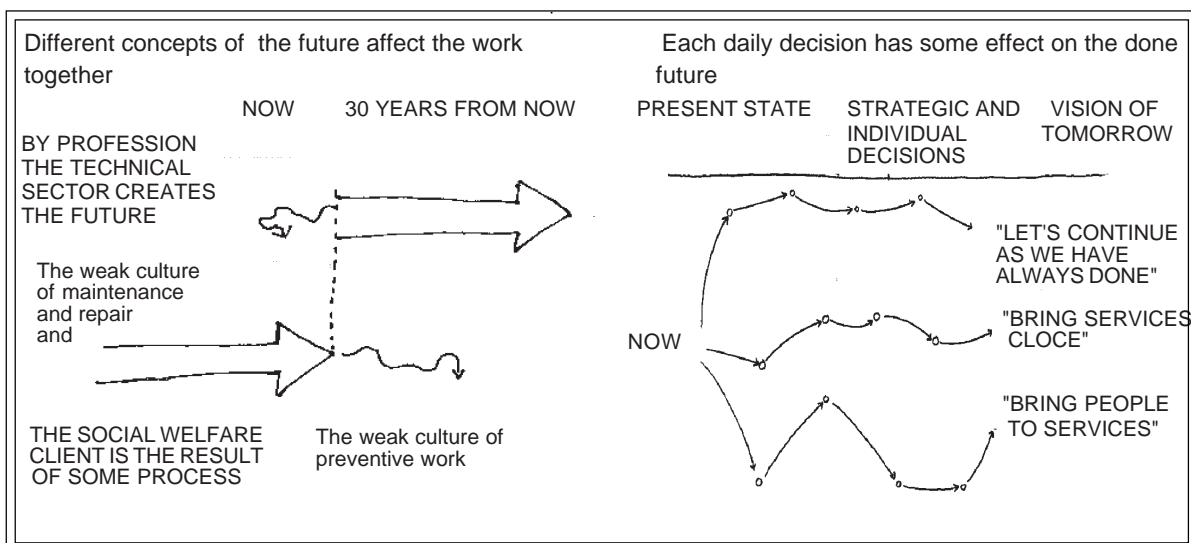 Different concepts of the future affect the work
together
NOW
30 YEARS FROM NOW
BY PROFESSION
THE TECHNICAL
SECTOR CREATES
THE FUTURE
The weak culture
of maintenance
and repair
and
THE SOCIAL WELFARE
CLIENT IS THE RESULT
OF SOME PROCESS
The weak culture of
preventive work
Each daily decision has some effect on the done
future
PRESENT STATE
STRATEGIC AND
INDIVIDUAL
DECISIONS
VISION OF
TOMORROW
NOW
"LET'S CONTINUE
AS WE HAVE
ALWAYS DONE"
"BRING SERVICES
CLOCE"
"BRING PEOPLE
TO SERVICES"